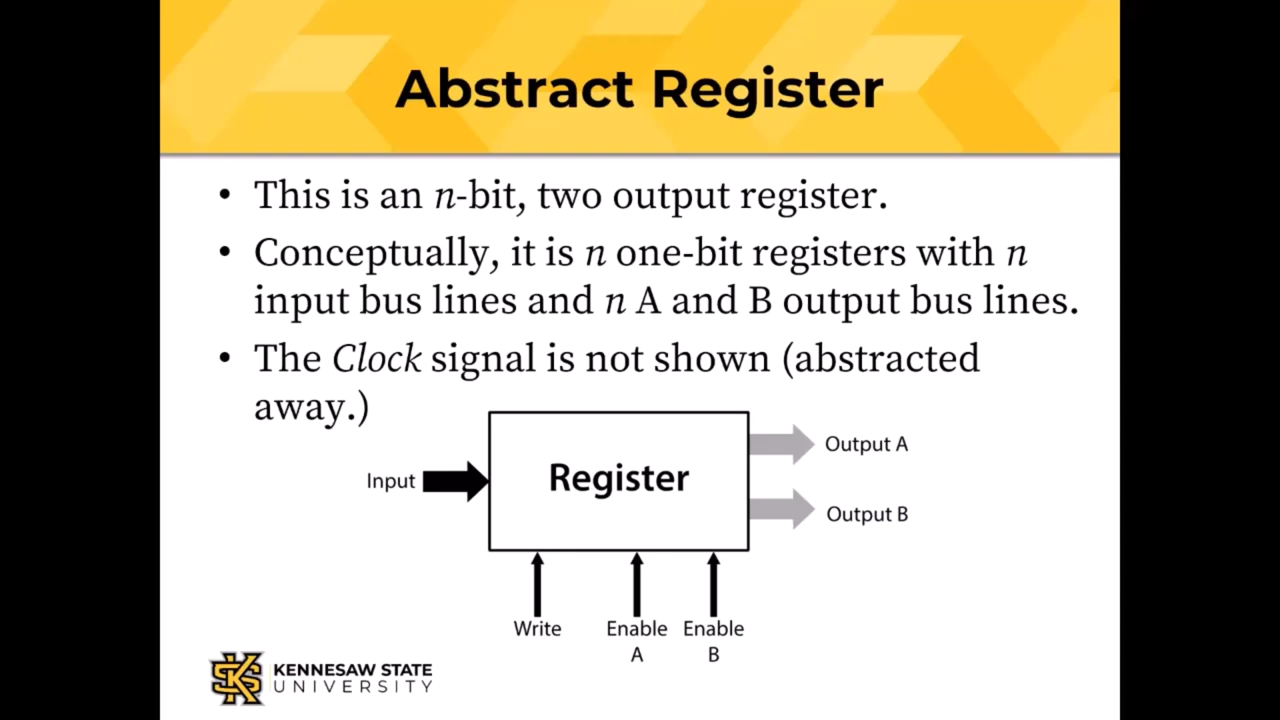 Abstract Register
• This is an n-bit, two output register.
• Conceptually, it is n one-bit registers with n
input bus lines and n A and B output bus lines.
• The Clock signal is not shown (abstracted
away.)
Input
Register
Output A
Output B
Write
Enable A
Enable B
KENNESAW STATE
UNIVERSITY